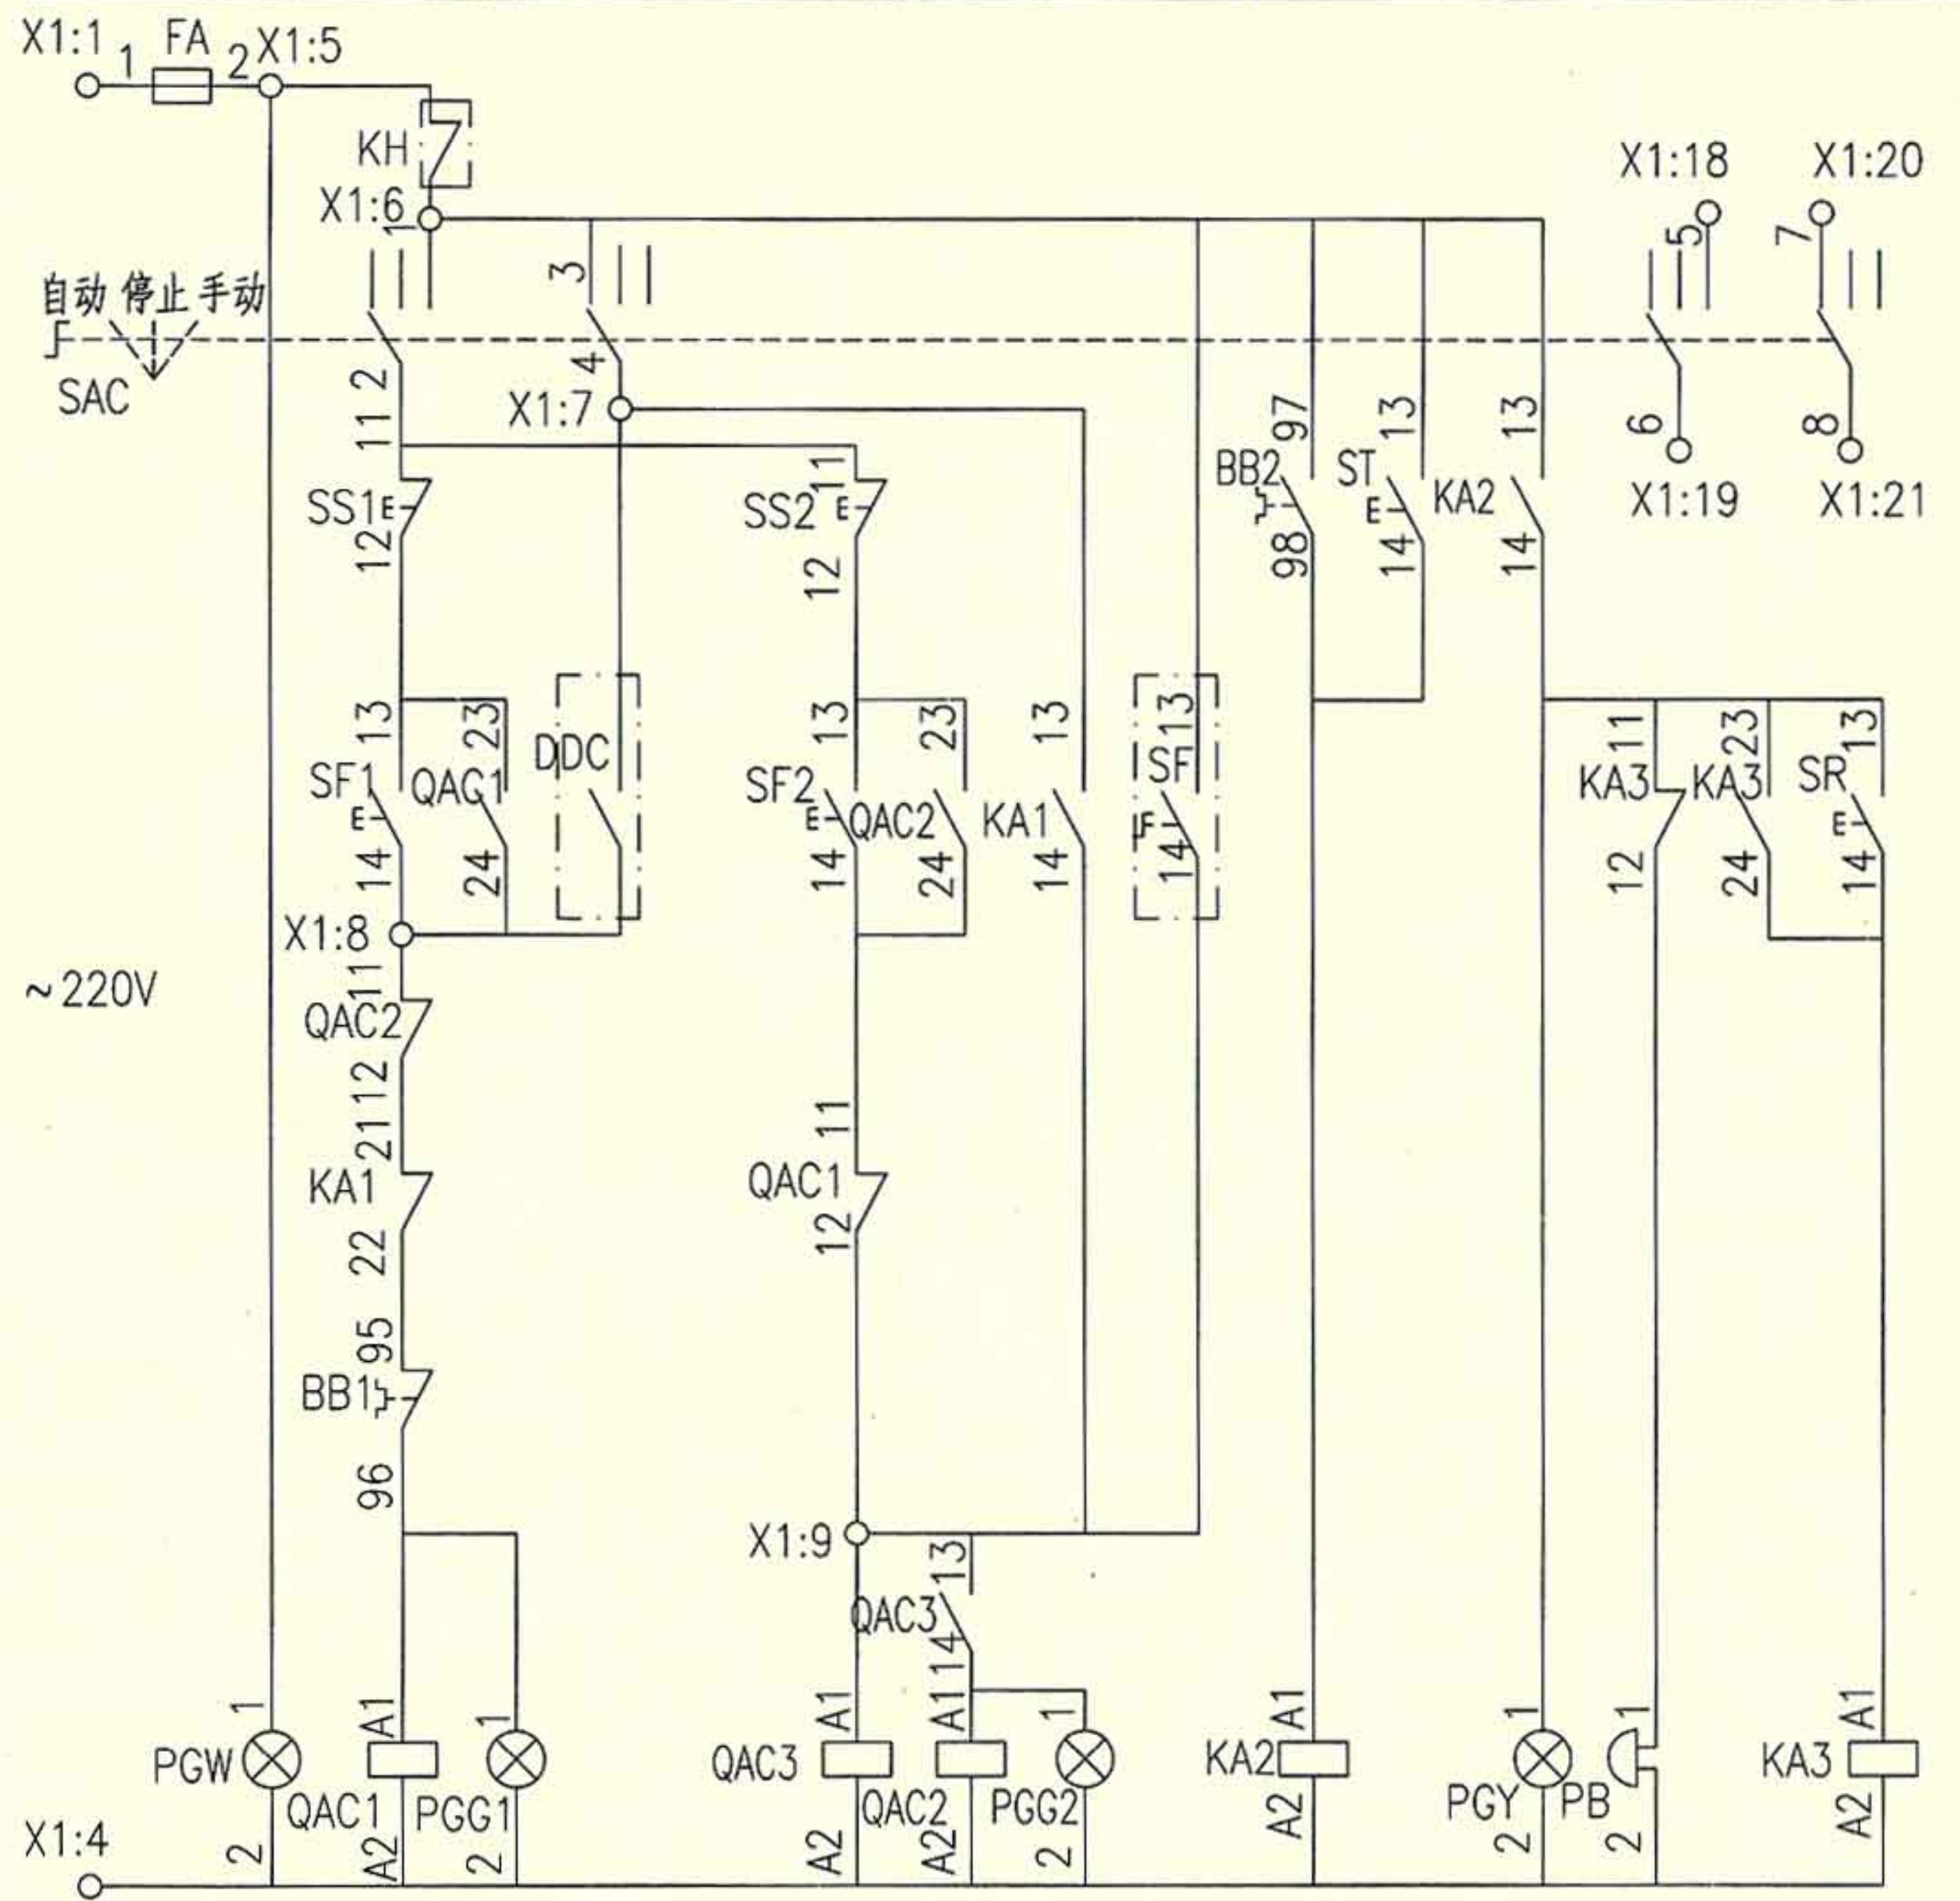 X1:1
1
FA
2
X1:5
KH
X1:6
1
3
X1:18
X1:20
5
7
自动 停止 手动
SAC
2
4
X1:7
6
8
X1:19
X1:21
11
SS1
E
12
11
SS2
E
12
97
BB2
98
13
ST
E
14
13
KA2
14
13
SF1
E
14
23
QAC1
24
DDC
13
SF2
E
14
23
QAC2
24
13
KA1
14
13
SF
E
14
11
KA3
12
23
KA3
24
13
SR
E
14
X1:8
~220V
11
QAC2
12
21
KA1
22
11
QAC1
12
95
BB1
96
X1:9
13
QAC3
14
1
PGW
2
A1
QAC1
A2
1
PGG1
2
A1
QAC3
A2
A1
QAC2
A2
1
PGG2
2
A1
KA2
A2
1
PGY
2
1
PB
2
A1
KA3
A2
X1:4